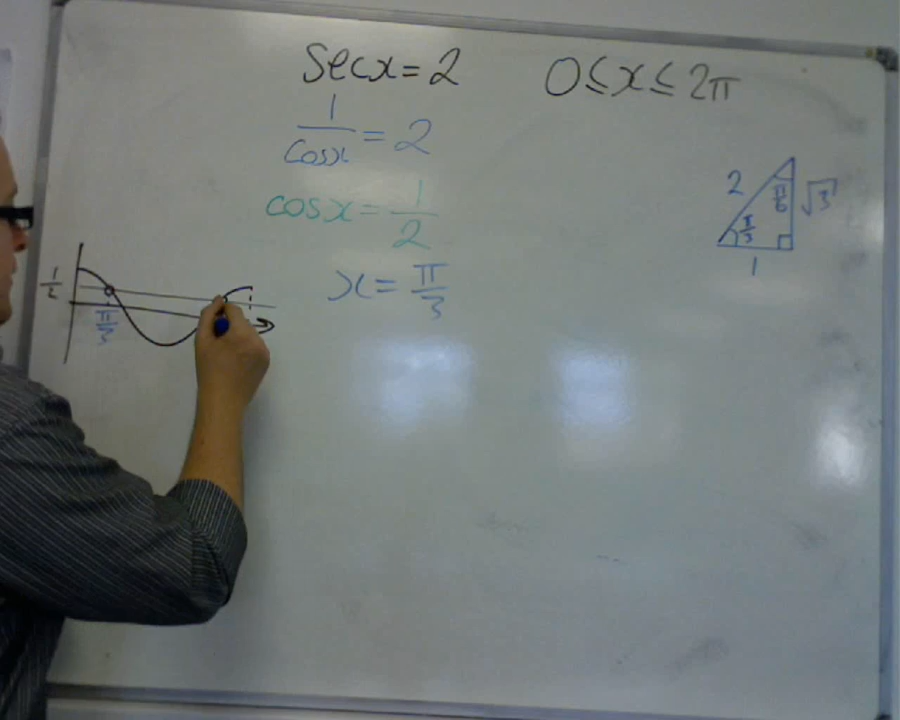 Secx = 2    0 ≤ x ≤ 2π
1/Cosx = 2
cosx = 1/2
x = π/3
1/2
π/3
2
π/6
√3
π/3
1